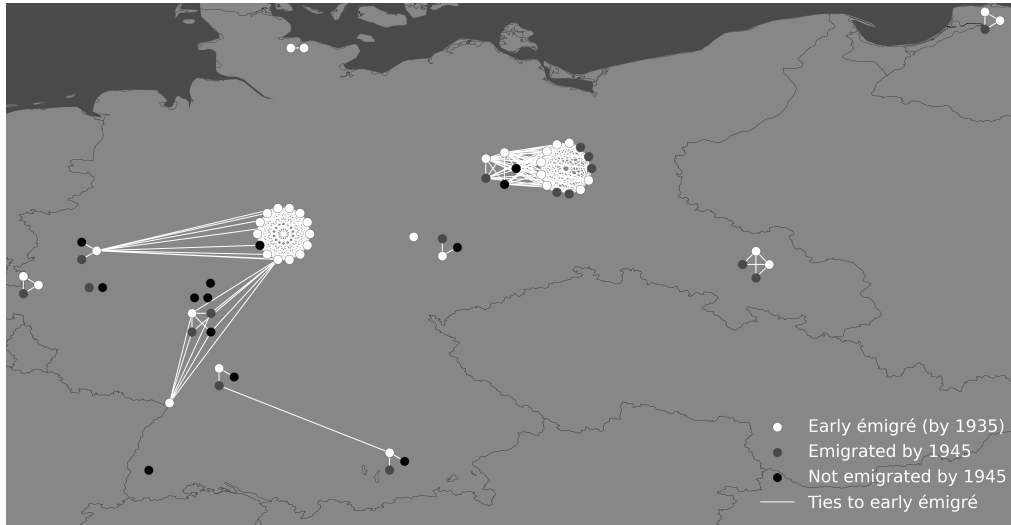 Early émigré (by 1935)
Emigrated by 1945
Not emigrated by 1945
Ties to early émigré